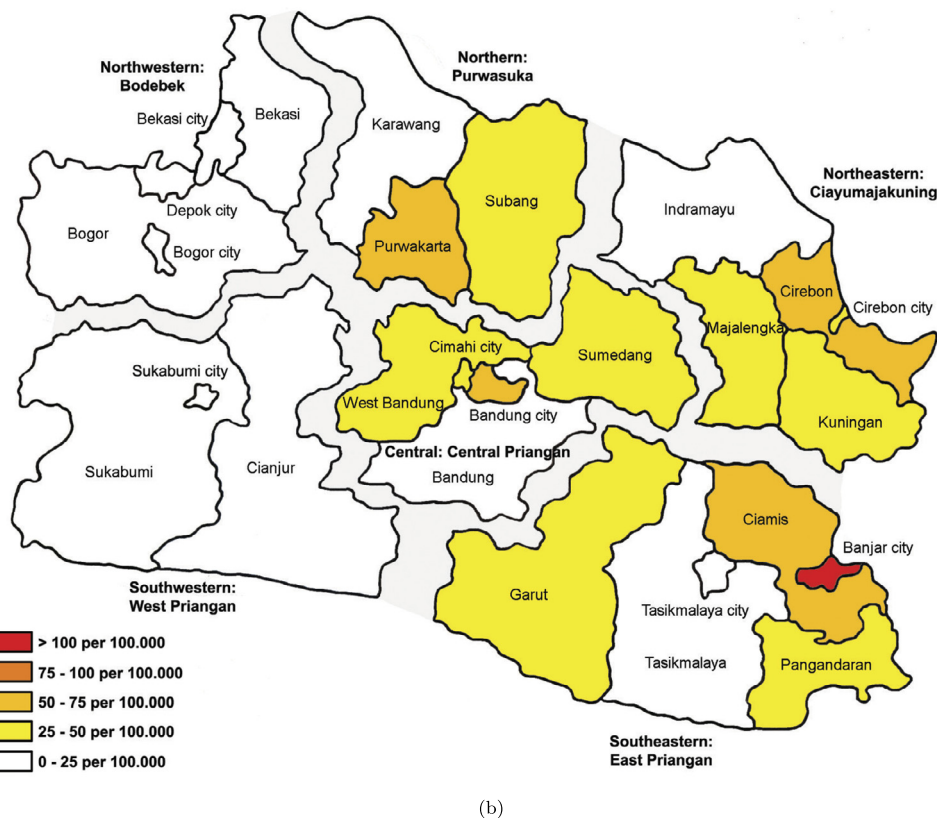 Northern:
Purwasuka
Northwestern:
Bodebek
Bekasi city
Bekasi
Karawang
Northeastern:
Ciayumajakuning
Depok city
Subang
Indramayu
Bogor
Bogor city
Purwakarta
Cirebon
Cirebon city
Cimahi city
Majalengka
Sumedang
Sukabumi city
West Bandung
Bandung city
Kuningan
Central: Central Priangan
Sukabumi
Cianjur
Bandung
Ciamis
Banjar city
Southwestern:
West Priangan
Garut
Tasikmalaya city
Tasikmalaya
Pangandaran
Southeastern:
East Priangan
> 100 per 100.000
75 - 100 per 100.000
50 - 75 per 100.000
25 - 50 per 100.000
0 - 25 per 100.000
(b)